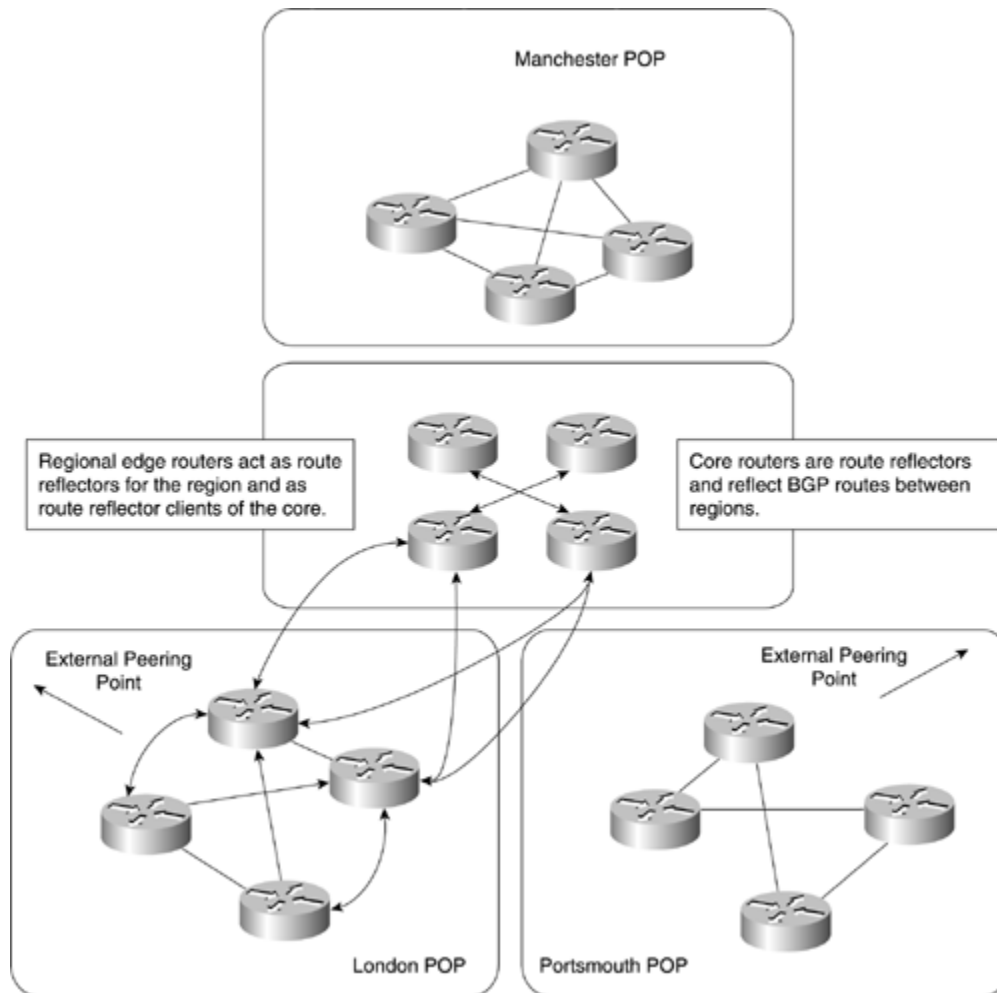 Manchester POP
Regional edge routers act as route
reflectors for the region and as
route reflector clients of the core.
Core routers are route reflectors
and reflect BGP routes between
regions.
External Peering
Point
London POP
External Peering
Point
Portsmouth POP